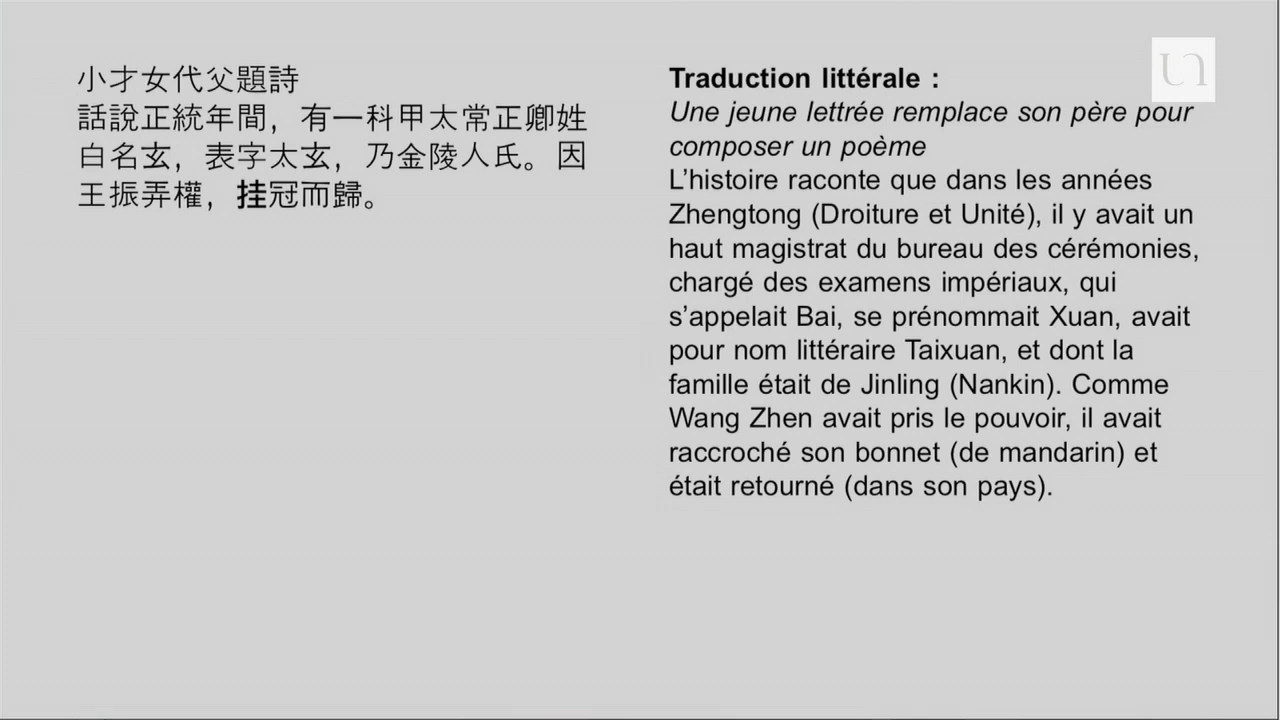 小才女代父題詩
話說正統年間，有一科甲太常正卿姓
白名玄，表字太玄，乃金陵人氏。因
王振弄權，挂冠而歸。
Traduction littérale :
Une jeune lettrée remplace son père pour
composer un poème
L’histoire raconte que dans les années
Zhengtong (Droiture et Unité), il y avait un
haut magistrat du bureau des cérémonies,
chargé des examens impériaux, qui
s’appelait Bai, se prénommait Xuan, avait
pour nom littéraire Taixuan, et dont la
famille était de Jinling (Nankin). Comme
Wang Zhen avait pris le pouvoir, il avait
raccroché son bonnet (de mandarin) et
était retourné (dans son pays).